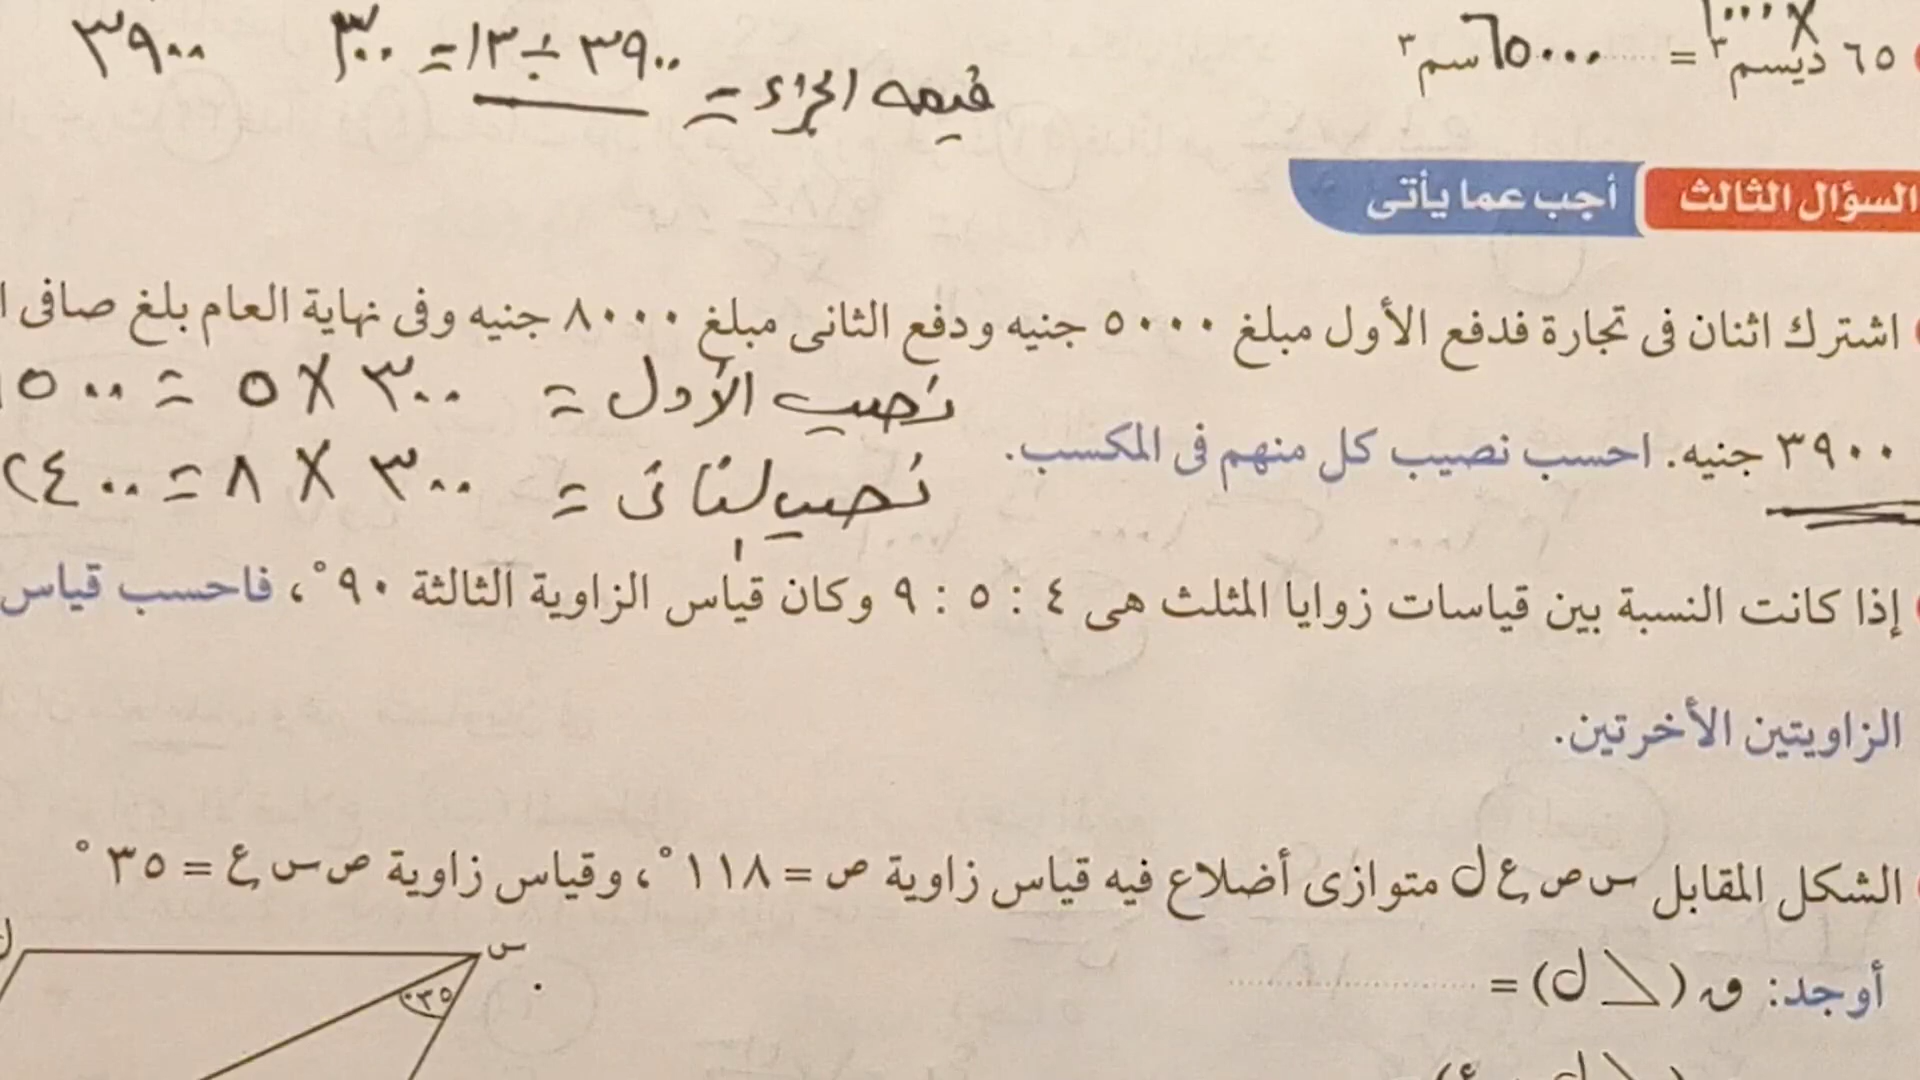 ٦٥ ديسم٣ = ٦٥٠٠٠ سم٣
١٠٠٠ X
قيمه الجزاء = ٣٩٠٠ ÷ ١٣ = ٣٠٠
٣٩٠٠
السؤال الثالث أجب عما يأتى
اشترك اثنان فى تجارة فدفع الأول مبلغ ٥٠٠٠ جنيه ودفع الثانى مبلغ ٨٠٠٠ جنيه وفى نهاية العام بلغ صافى
نصيب الأول = ٣٠٠ X ٥ = ١٥٠٠
٣٩٠٠ جنيه. احسب نصيب كل منهم فى المكسب.
نصيب لثانى = ٣٠٠ X ٨ = ٢٤٠٠
إذا كانت النسبة بين قياسات زوايا المثلث هى ٤ : ٥ : ٩ وكان قياس الزاوية الثالثة ٩٠°، فاحسب قياس
الزاويتين الأخرتين.
الشكل المقابل س ص ع ل متوازى أضلاع فيه قياس زاوية ص = ١١٨°، وقياس زاوية ص س ع = ٣٥°
س
ل
٣٥°
أوجد: ق (ل) =